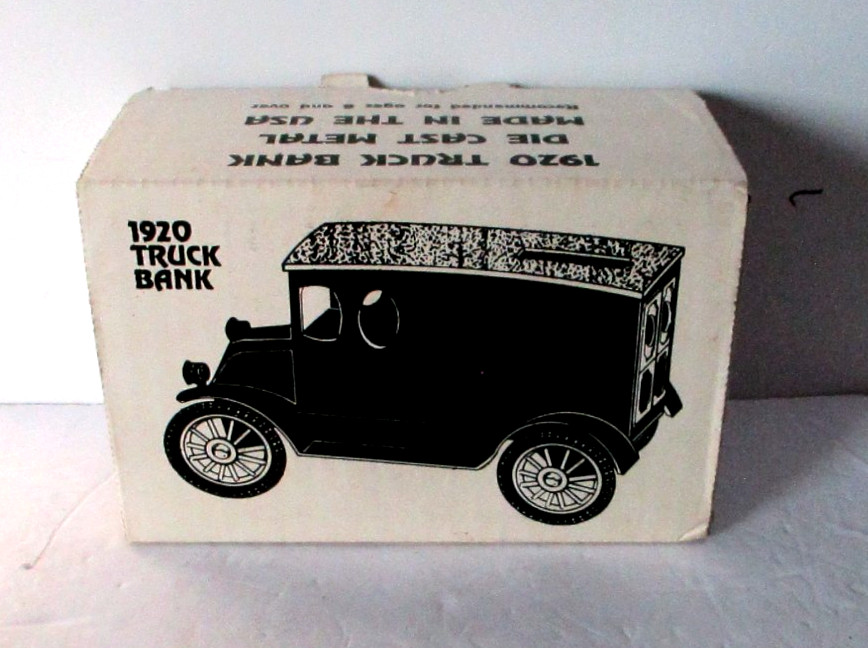 1920 TRUCK BANK
DIE CAST METAL
MADE IN THE USA
Recommended for ages 8 and over
1920
TRUCK
BANK